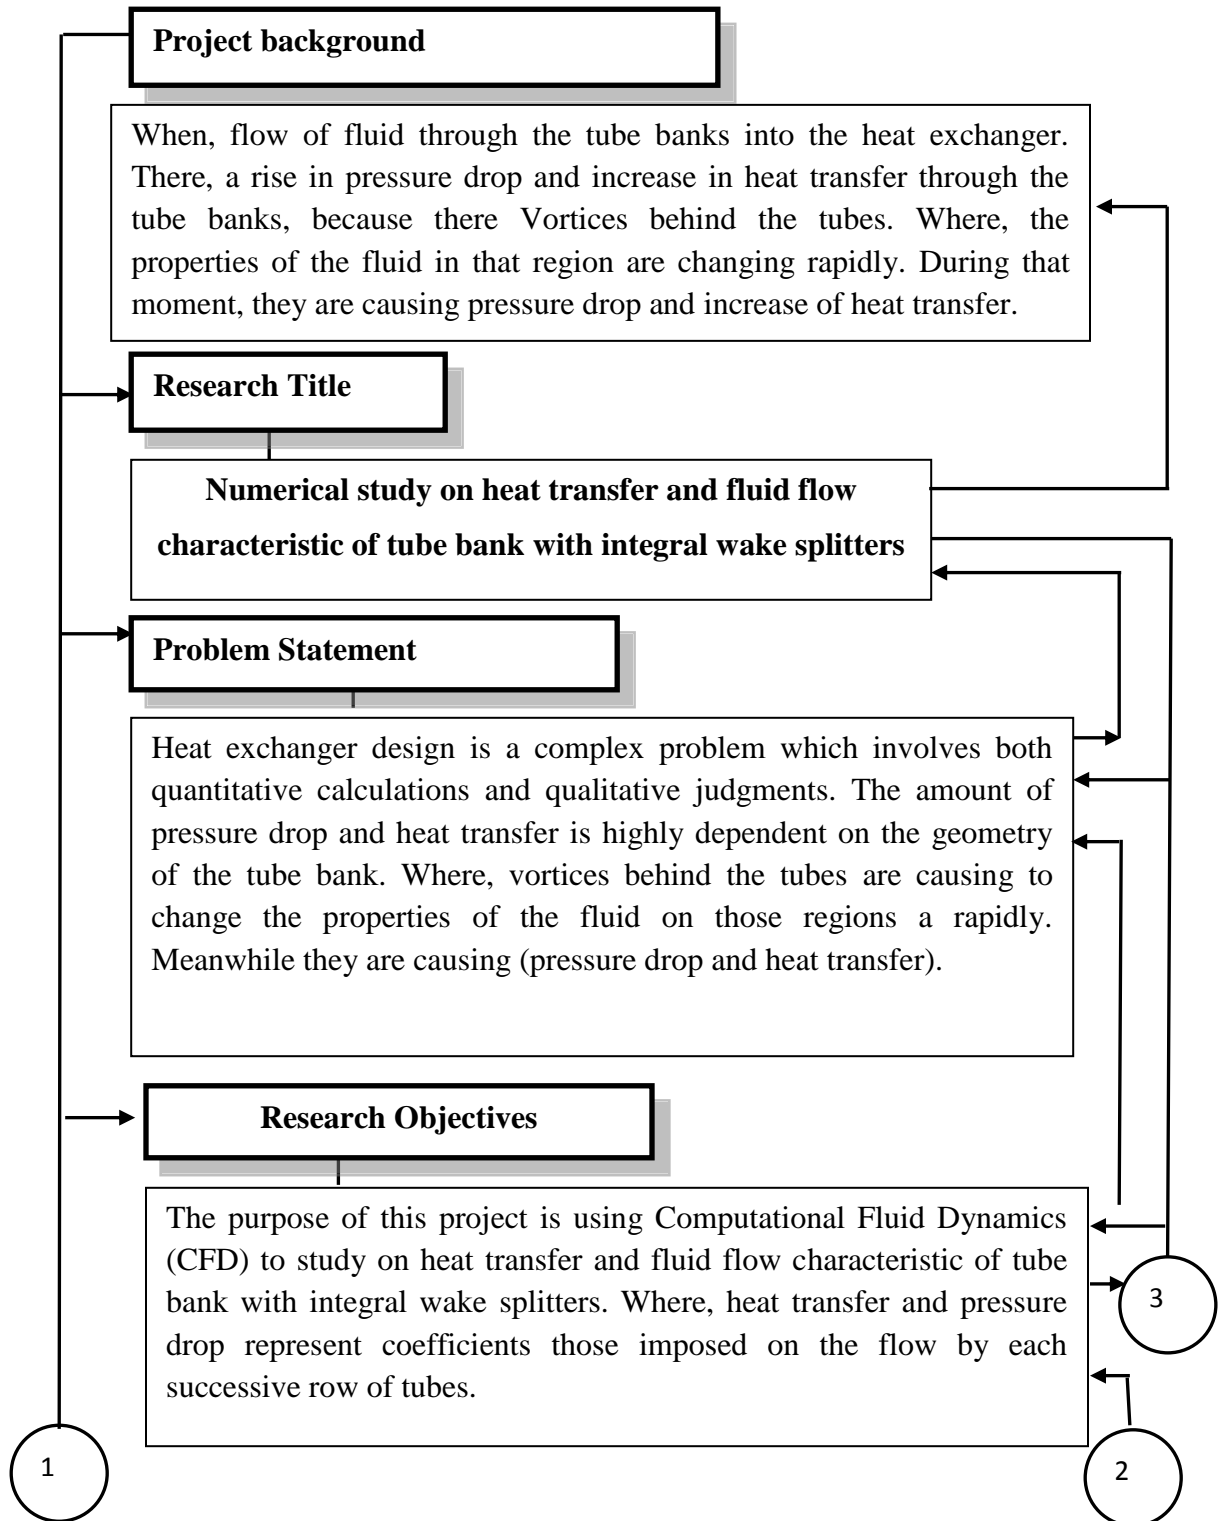 Project background
When, flow of fluid through the tube banks into the heat exchanger.
There, a rise in pressure drop and increase in heat transfer through the
tube banks, because there Vortices behind the tubes. Where, the
properties of the fluid in that region are changing rapidly. During that
moment, they are causing pressure drop and increase of heat transfer.
Research Title
Numerical study on heat transfer and fluid flow
characteristic of tube bank with integral wake splitters
Problem Statement
Heat exchanger design is a complex problem which involves both
quantitative calculations and qualitative judgments. The amount of
pressure drop and heat transfer is highly dependent on the geometry
of the tube bank. Where, vortices behind the tubes are causing to
change the properties of the fluid on those regions a rapidly.
Meanwhile they are causing (pressure drop and heat transfer).
Research Objectives
The purpose of this project is using Computational Fluid Dynamics
(CFD) to study on heat transfer and fluid flow characteristic of tube
bank with integral wake splitters. Where, heat transfer and pressure
drop represent coefficients those imposed on the flow by each
successive row of tubes.
3
1
2